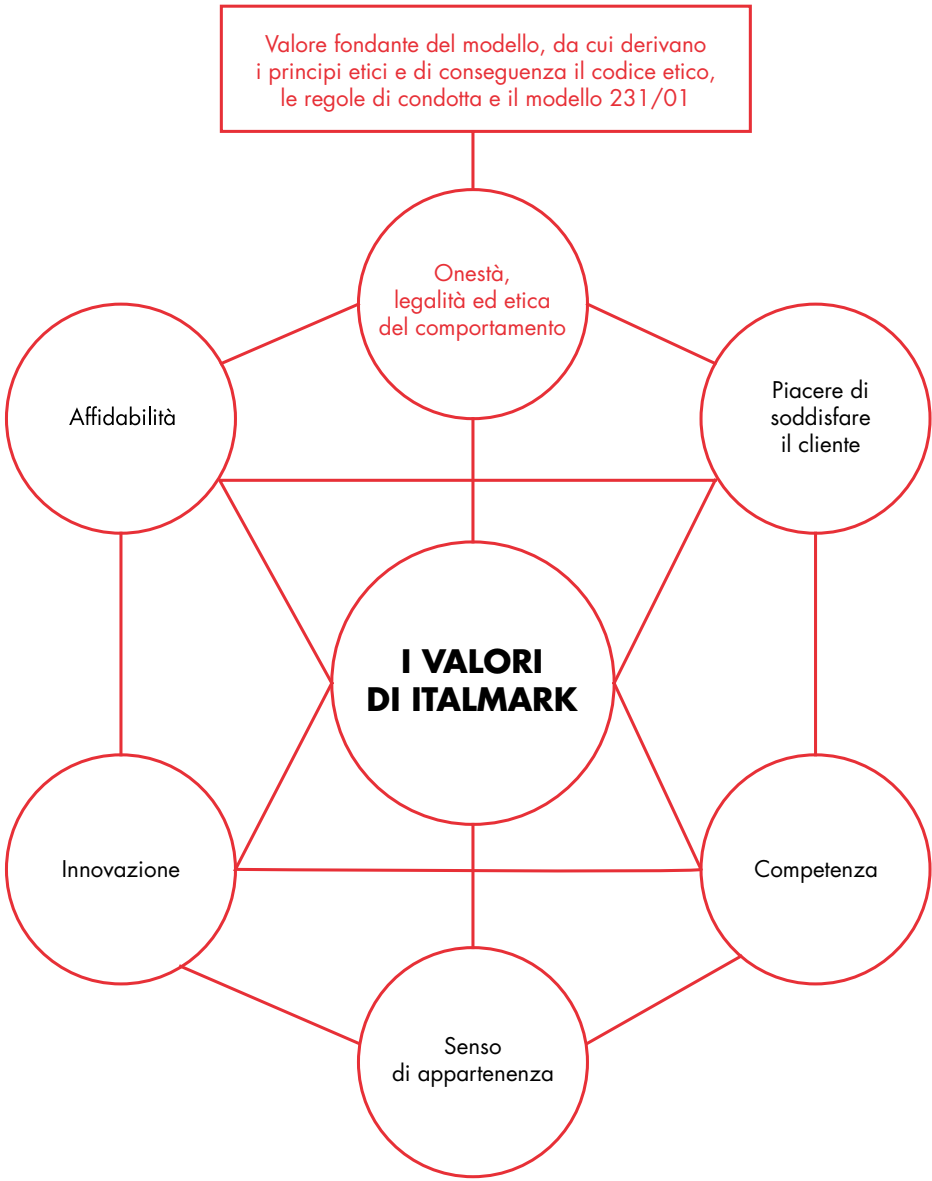 Valore fondante del modello, da cui derivano
i principi etici e di conseguenza il codice etico,
le regole di condotta e il modello 231/01
Onestà,
legalità ed etica
del comportamento
Affidabilità
Piacere di
soddisfare
il cliente
I VALORI
DI ITALMARK
Innovazione
Competenza
Senso
di appartenenza